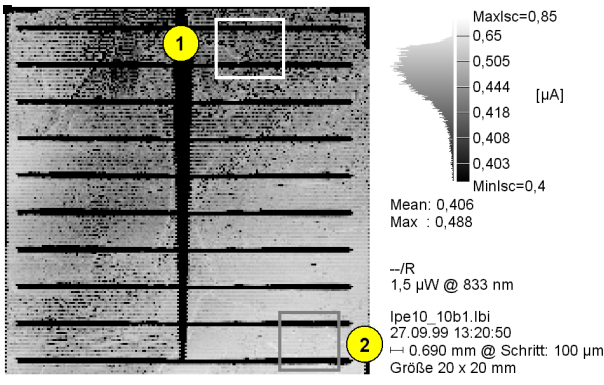 1
2
MaxIsc=0,85
0,65
0,505
0,444
[µA]
0,418
0,408
0,403
MinIsc=0,4
Mean: 0,406
Max : 0,488
--/R
1,5 µW @ 833 nm
lpe10_10b1.lbi
27.09.99 13:20:50
0.690 mm @ Schritt: 100 µm
Größe 20 x 20 mm